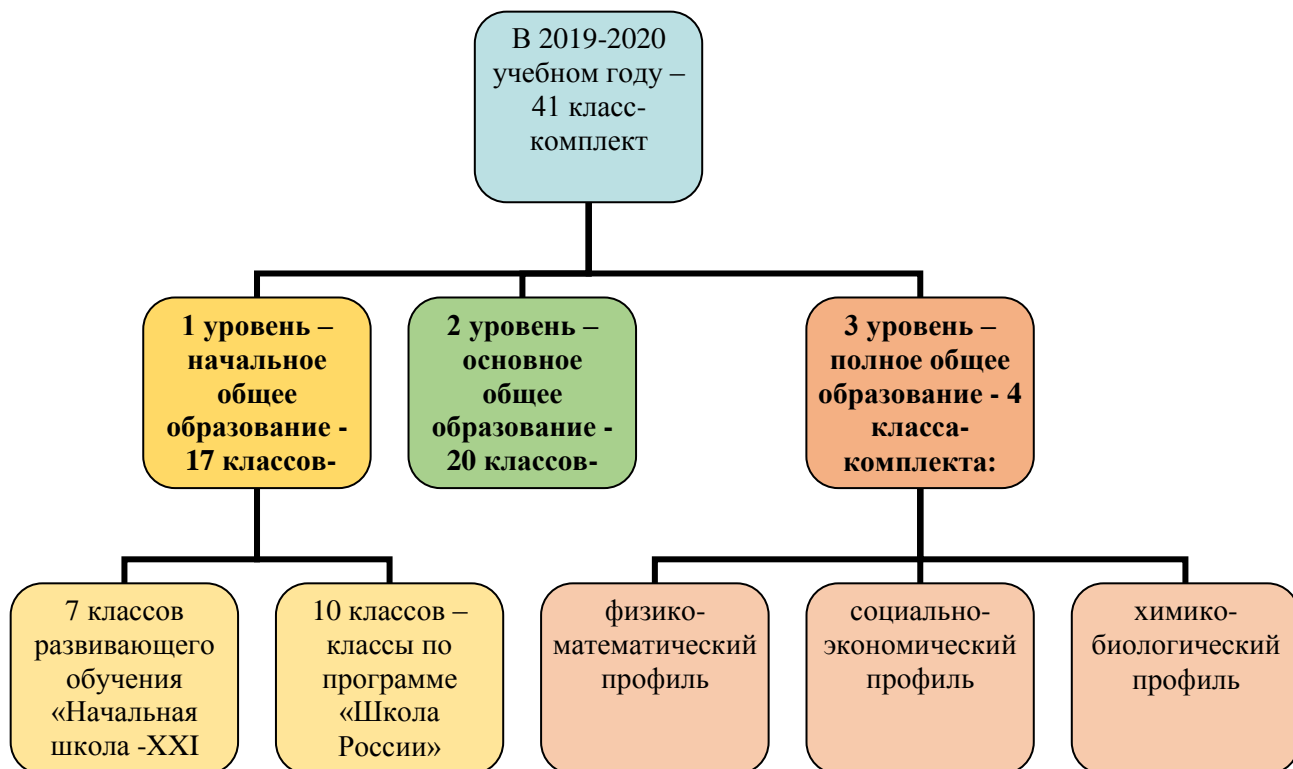 В 2019-2020
учебном году –
41 класс-
комплект
1 уровень –
начальное
общее
образование -
17 классов-
2 уровень –
основное
общее
образование -
20 классов-
3 уровень –
полное общее
образование - 4
класса-
комплекта:
7 классов
развивающего
обучения
«Начальная
школа -XXI
10 классов –
классы по
программе
«Школа
России»
физико-
математический
профиль
социально-
экономический
профиль
химико-
биологический
профиль